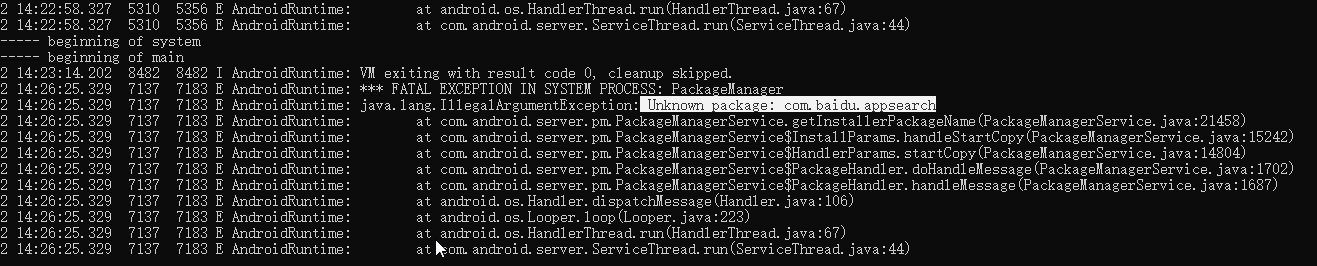 2 14:22:58.327  5310  5356 E AndroidRuntime:        at android.os.HandlerThread.run(HandlerThread.java:67)
2 14:22:58.327  5310  5356 E AndroidRuntime:        at com.android.server.ServiceThread.run(ServiceThread.java:44)
----- beginning of system
----- beginning of main
2 14:23:14.202  8482  8482 I AndroidRuntime: VM exiting with result code 0, cleanup skipped.
2 14:26:25.329  7137  7183 E AndroidRuntime: *** FATAL EXCEPTION IN SYSTEM PROCESS: PackageManager
2 14:26:25.329  7137  7183 E AndroidRuntime: java.lang.IllegalArgumentException: Unknown package: com.baidu.appsearch
2 14:26:25.329  7137  7183 E AndroidRuntime:        at com.android.server.pm.PackageManagerService.getInstallerPackageName(PackageManagerService.java:21458)
2 14:26:25.329  7137  7183 E AndroidRuntime:        at com.android.server.pm.PackageManagerService$InstallParams.handleStartCopy(PackageManagerService.java:15242)
2 14:26:25.329  7137  7183 E AndroidRuntime:        at com.android.server.pm.PackageManagerService$HandlerParams.startCopy(PackageManagerService.java:14804)
2 14:26:25.329  7137  7183 E AndroidRuntime:        at com.android.server.pm.PackageManagerService$PackageHandler.doHandleMessage(PackageManagerService.java:1702)
2 14:26:25.329  7137  7183 E AndroidRuntime:        at com.android.server.pm.PackageManagerService$PackageHandler.handleMessage(PackageManagerService.java:1687)
2 14:26:25.329  7137  7183 E AndroidRuntime:        at android.os.Handler.dispatchMessage(Handler.java:106)
2 14:26:25.329  7137  7183 E AndroidRuntime:        at android.os.Looper.loop(Looper.java:223)
2 14:26:25.329  7137  7183 E AndroidRuntime:        at android.os.HandlerThread.run(HandlerThread.java:67)
2 14:26:25.329  7137  7183 E AndroidRuntime:        at com.android.server.ServiceThread.run(ServiceThread.java:44)